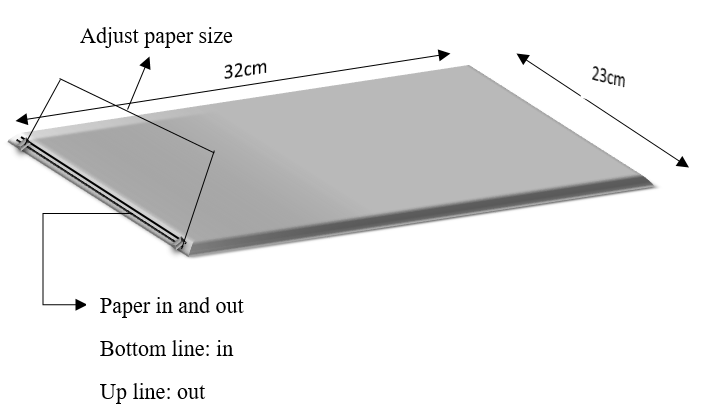 Adjust paper size
32cm
23cm
Paper in and out
Bottom line: in
Up line: out